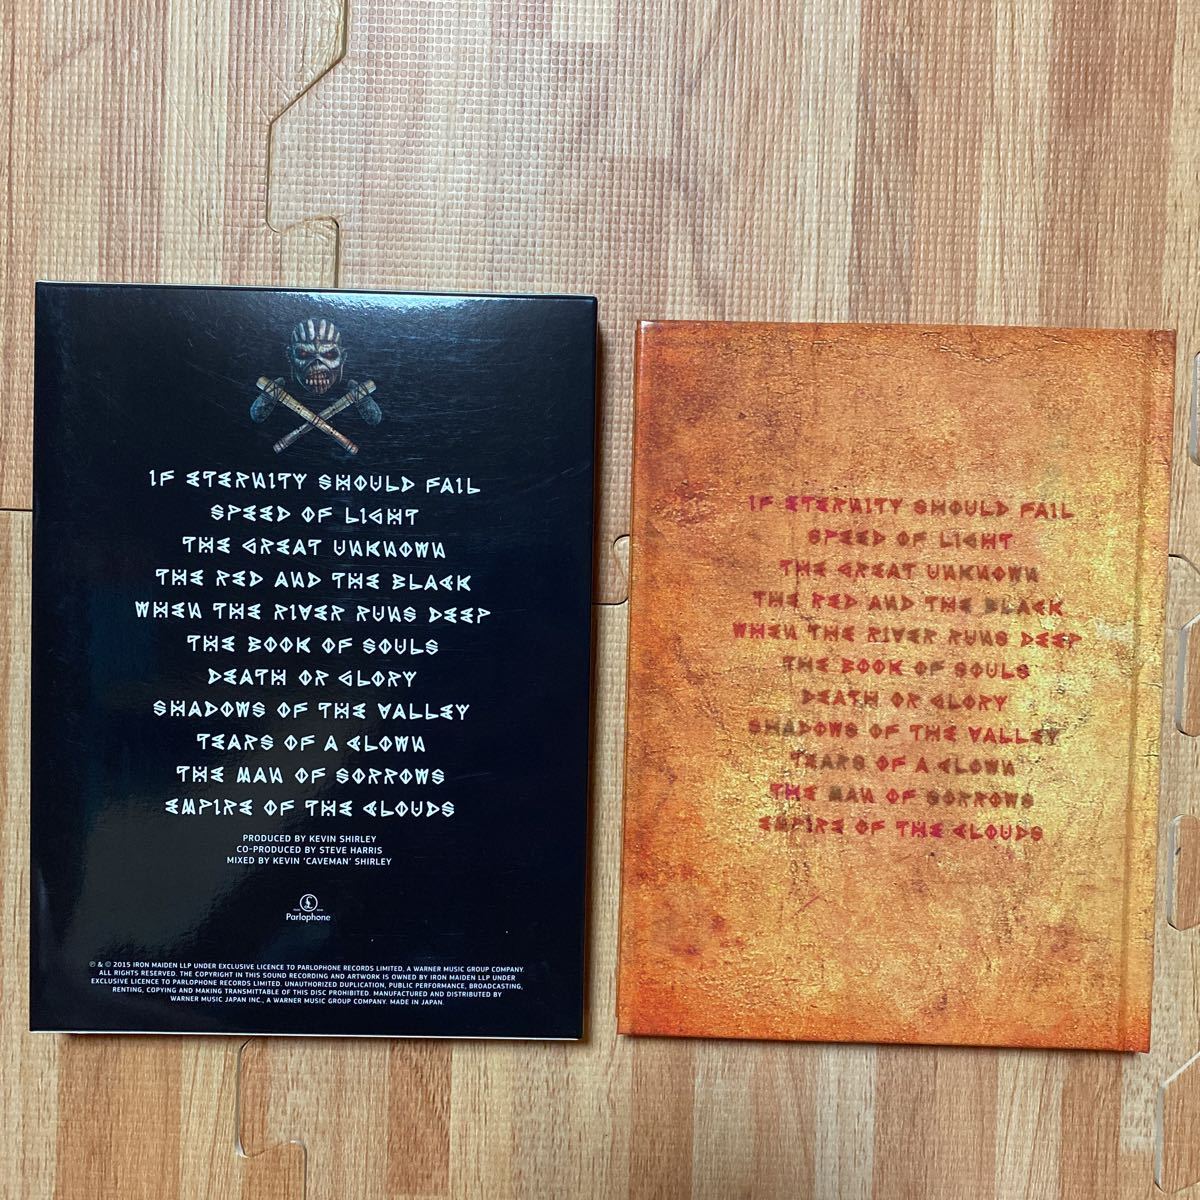 IF ETERNITY SHOULD FAIL
SPEED OF LIGHT
THE GREAT UNKNOWN
THE RED AND THE BLACK
WHEN THE RIVER RUNS DEEP
THE BOOK OF SOULS
DEATH OR GLORY
SHADOWS OF THE VALLEY
TEARS OF A CLOWN
THE MAN OF SORROWS
EMPIRE OF THE CLOUDS
PRODUCED BY KEVIN SHIRLEY
CO-PRODUCED BY STEVE HARRIS
MIXED BY KEVIN 'CAVEMAN' SHIRLEY
Parlophone
℗ & © 2015 IRON MAIDEN LLP UNDER EXCLUSIVE LICENCE TO PARLOPHONE RECORDS LIMITED, A WARNER MUSIC GROUP COMPANY.
ALL RIGHTS RESERVED. THE COPYRIGHT IN THIS SOUND RECORDING AND ARTWORK IS OWNED BY IRON MAIDEN LLP UNDER
EXCLUSIVE LICENCE TO PARLOPHONE RECORDS LIMITED. UNAUTHORIZED DUPLICATION, PUBLIC PERFORMANCE, BROADCASTING,
RENTING, COPYING AND MAKING TRANSMITTABLE OF THIS DISC PROHIBITED. MANUFACTURED AND DISTRIBUTED BY
WARNER MUSIC JAPAN INC., A WARNER MUSIC GROUP COMPANY. MADE IN JAPAN.
IF ETERNITY SHOULD FAIL
SPEED OF LIGHT
THE GREAT UNKNOWN
THE RED AND THE BLACK
WHEN THE RIVER RUNS DEEP
THE BOOK OF SOULS
DEATH OR GLORY
SHADOWS OF THE VALLEY
TEARS OF A CLOWN
THE MAN OF SORROWS
EMPIRE OF THE CLOUDS